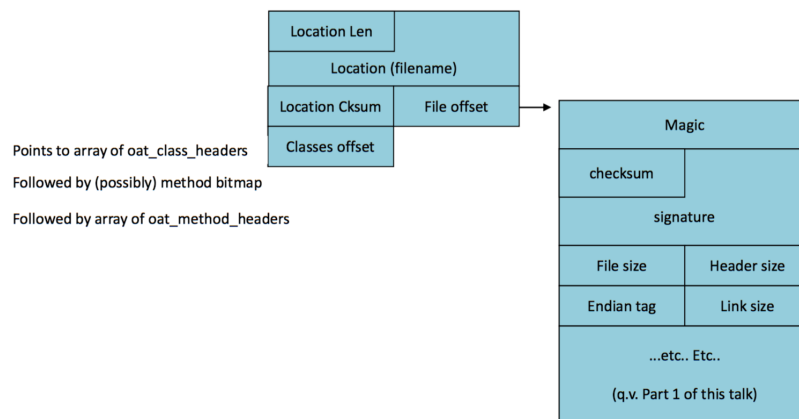 Location Len
Location (filename)
Location Cksum
File offset
Classes offset
Points to array of oat_class_headers
Followed by (possibly) method bitmap
Followed by array of oat_method_headers
Magic
checksum
signature
File size
Header size
Endian tag
Link size
...etc.. Etc..
(q.v. Part 1 of this talk)